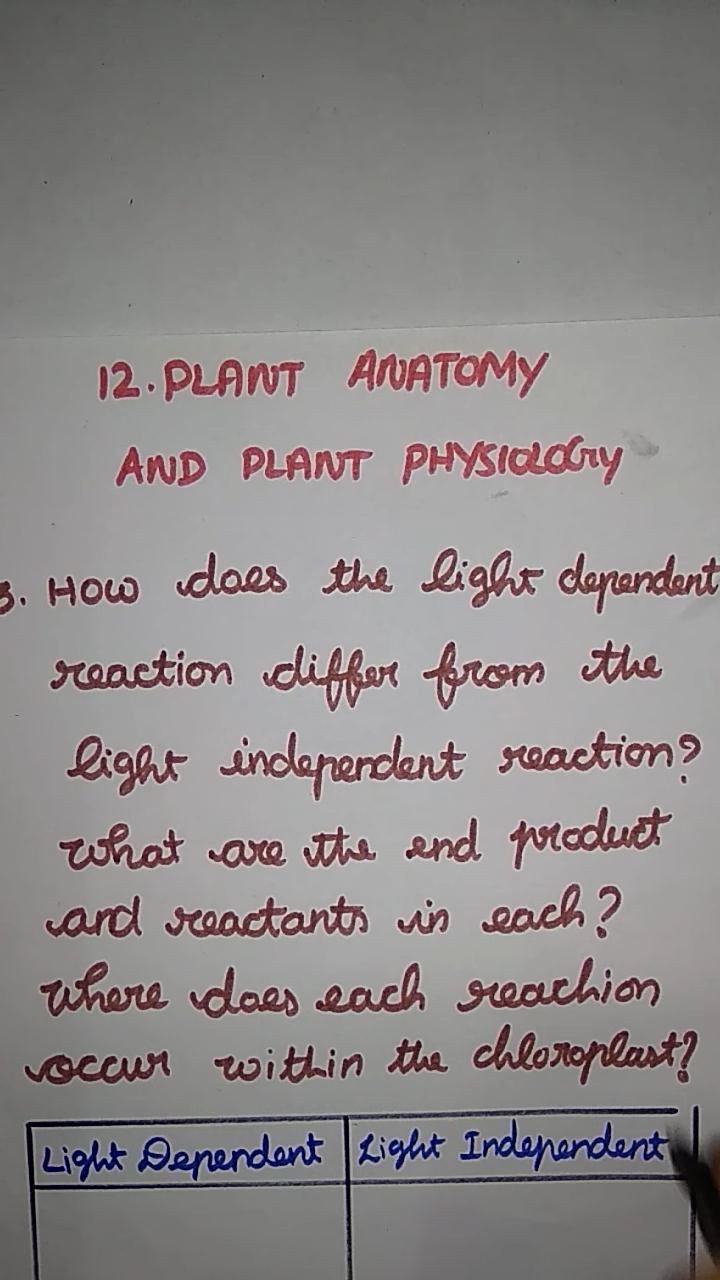 12. PLANT ANATOMY
AND PLANT PHYSIOLOGY
3. How does the light dependent
reaction differ from the
light independent reaction?
what are the end product
and reactants in each?
where does each reachion
occur within the chloroplast?
Light Dependent Light Independent